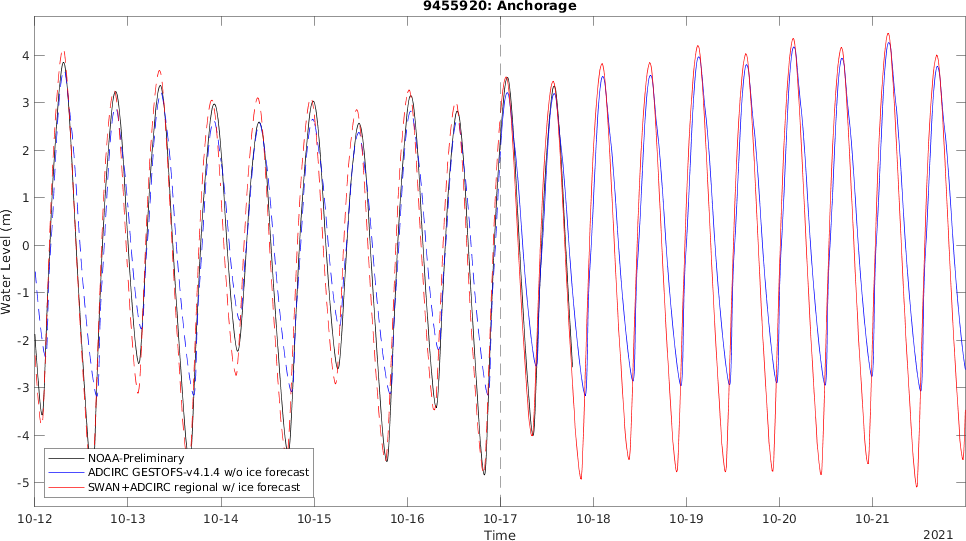 9455920: Anchorage
Water Level (m)
4
3
2
1
0
-1
-2
-3
-4
-5
NOAA-Preliminary
ADCIRC GESTOFS-v4.1.4 w/o ice forecast
SWAN+ADCIRC regional w/ ice forecast
10-12 10-13 10-14 10-15 10-16 10-17 10-18 10-19 10-20 10-21
Time
2021